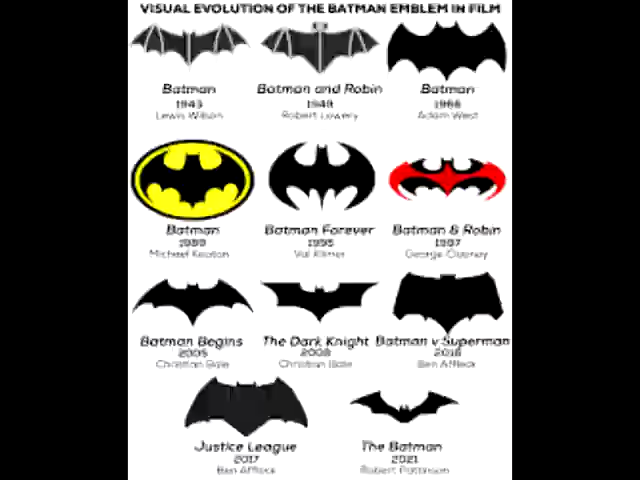 VISUAL EVOLUTION OF THE BATMAN EMBLEM IN FILM
Batman Batman and Robin Batman
1943 1949 1966
Lewis Wilson Robert Lowery Adam West
Batman Batman Forever Batman & Robin
1989 1995 1997
Michael Keaton Val Kilmer George Clooney
Batman Begins The Dark Knight Batman v Superman
2005 2008 2016
Christian Bale Christian Bale Ben Affleck
Justice League The Batman
2017 2021
Ben Affleck Robert Pattinson